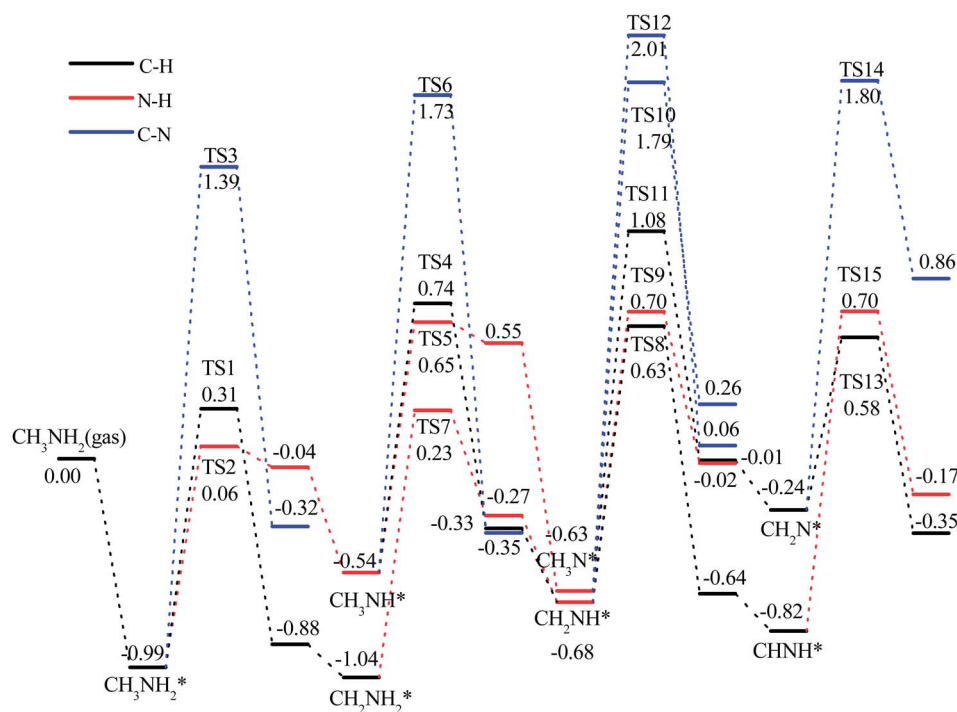 C-H
N-H
C-N
CH₃NH₂(gas)
0.00
-0.99
CH₃NH₂*
TS3
1.39
TS1
0.31
TS2
0.06
-0.04
-0.32
-0.88
-0.54
CH₃NH*
-1.04
CH₂NH₂*
TS6
1.73
TS4
0.74
TS5
0.65
TS7
0.23
0.55
-0.27
-0.33
-0.35
-0.63
CH₃N*
CH₂NH*
-0.68
TS12
2.01
TS10
1.79
TS11
1.08
TS9
0.70
TS8
0.63
0.26
0.06
-0.01
-0.02
-0.64
-0.24
CH₂N*
-0.82
CHNH*
TS14
1.80
TS15
0.70
TS13
0.58
0.86
-0.17
-0.35